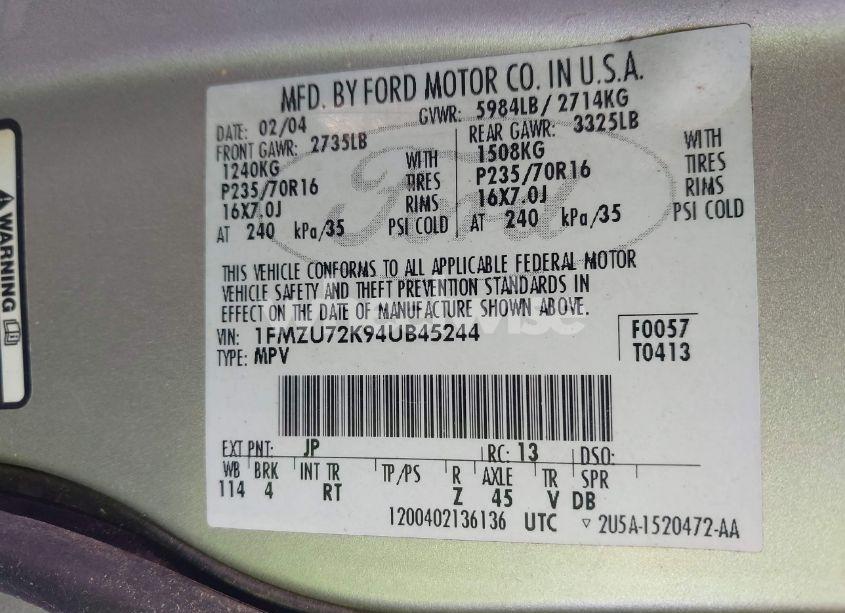 MFD. BY FORD MOTOR CO. IN U.S.A.
DATE: 02/04 GVWR: 5984LB/ 2714KG
FRONT GAWR: 2735LB REAR GAWR: 3325LB
1240KG WITH 1508KG WITH
P235/70R16 TIRES P235/70R16 TIRES
16X7.0J RIMS 16X7.0J RIMS
AT 240 kPa/35 PSI COLD AT 240 kPa/35 PSI COLD
THIS VEHICLE CONFORMS TO ALL APPLICABLE FEDERAL MOTOR
VEHICLE SAFETY AND THEFT PREVENTION STANDARDS IN
EFFECT ON THE DATE OF MANUFACTURE SHOWN ABOVE.
VIN: 1FMZU72K94UB45244 F0057
TYPE: MPV T0413
EXT PNT: JP RC: 13 DSO:
WB BRK INT TR TP/PS R AXLE TR SPR
114 4 RT Z 45 V DB
1200402136136 UTC ▽ 2U5A-1520472-AA
WARNING
Ford